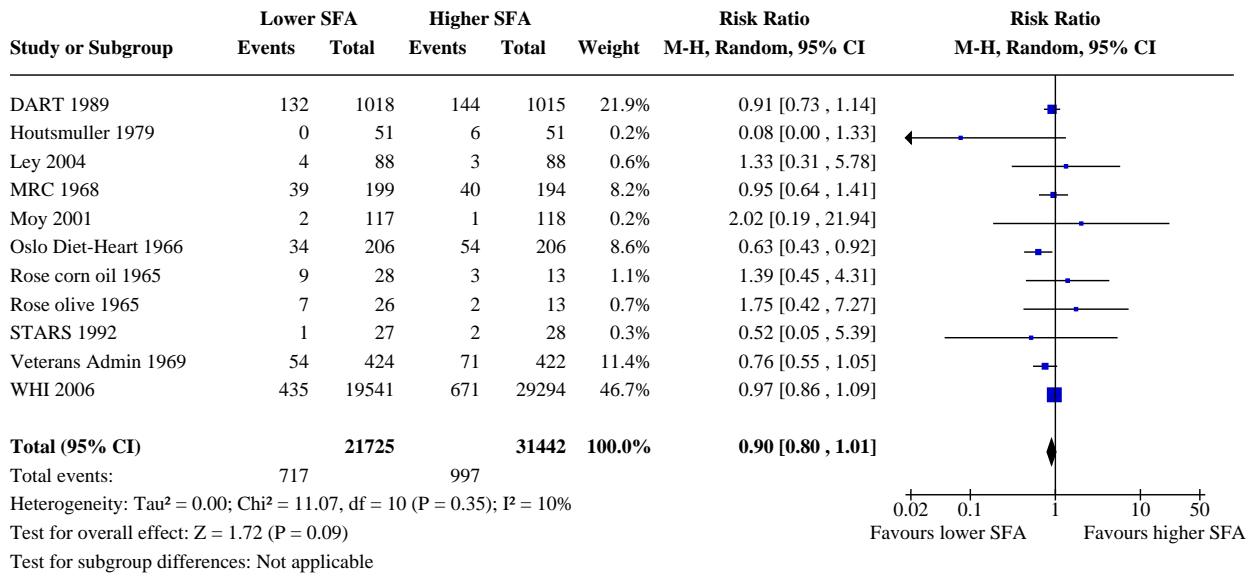 Lower SFA Higher SFA Risk Ratio Risk Ratio
Study or Subgroup Events Total Events Total Weight M-H, Random, 95% CI M-H, Random, 95% CI
DART 1989 132 1018 144 1015 21.9% 0.91 [0.73 , 1.14]
Houtsmuller 1979 0 51 6 51 0.2% 0.08 [0.00 , 1.33]
Ley 2004 4 88 3 88 0.6% 1.33 [0.31 , 5.78]
MRC 1968 39 199 40 194 8.2% 0.95 [0.64 , 1.41]
Moy 2001 2 117 1 118 0.2% 2.02 [0.19 , 21.94]
Oslo Diet-Heart 1966 34 206 54 206 8.6% 0.63 [0.43 , 0.92]
Rose corn oil 1965 9 28 3 13 1.1% 1.39 [0.45 , 4.31]
Rose olive 1965 7 26 2 13 0.7% 1.75 [0.42 , 7.27]
STARS 1992 1 27 2 28 0.3% 0.52 [0.05 , 5.39]
Veterans Admin 1969 54 424 71 422 11.4% 0.76 [0.55 , 1.05]
WHI 2006 435 19541 671 29294 46.7% 0.97 [0.86 , 1.09]
Total (95% CI) 21725 31442 100.0% 0.90 [0.80 , 1.01]
Total events: 717 997
Heterogeneity: Tau² = 0.00; Chi² = 11.07, df = 10 (P = 0.35); I² = 10%
0.02 0.1 1 10 50
Test for overall effect: Z = 1.72 (P = 0.09) Favours lower SFA Favours higher SFA
Test for subgroup differences: Not applicable